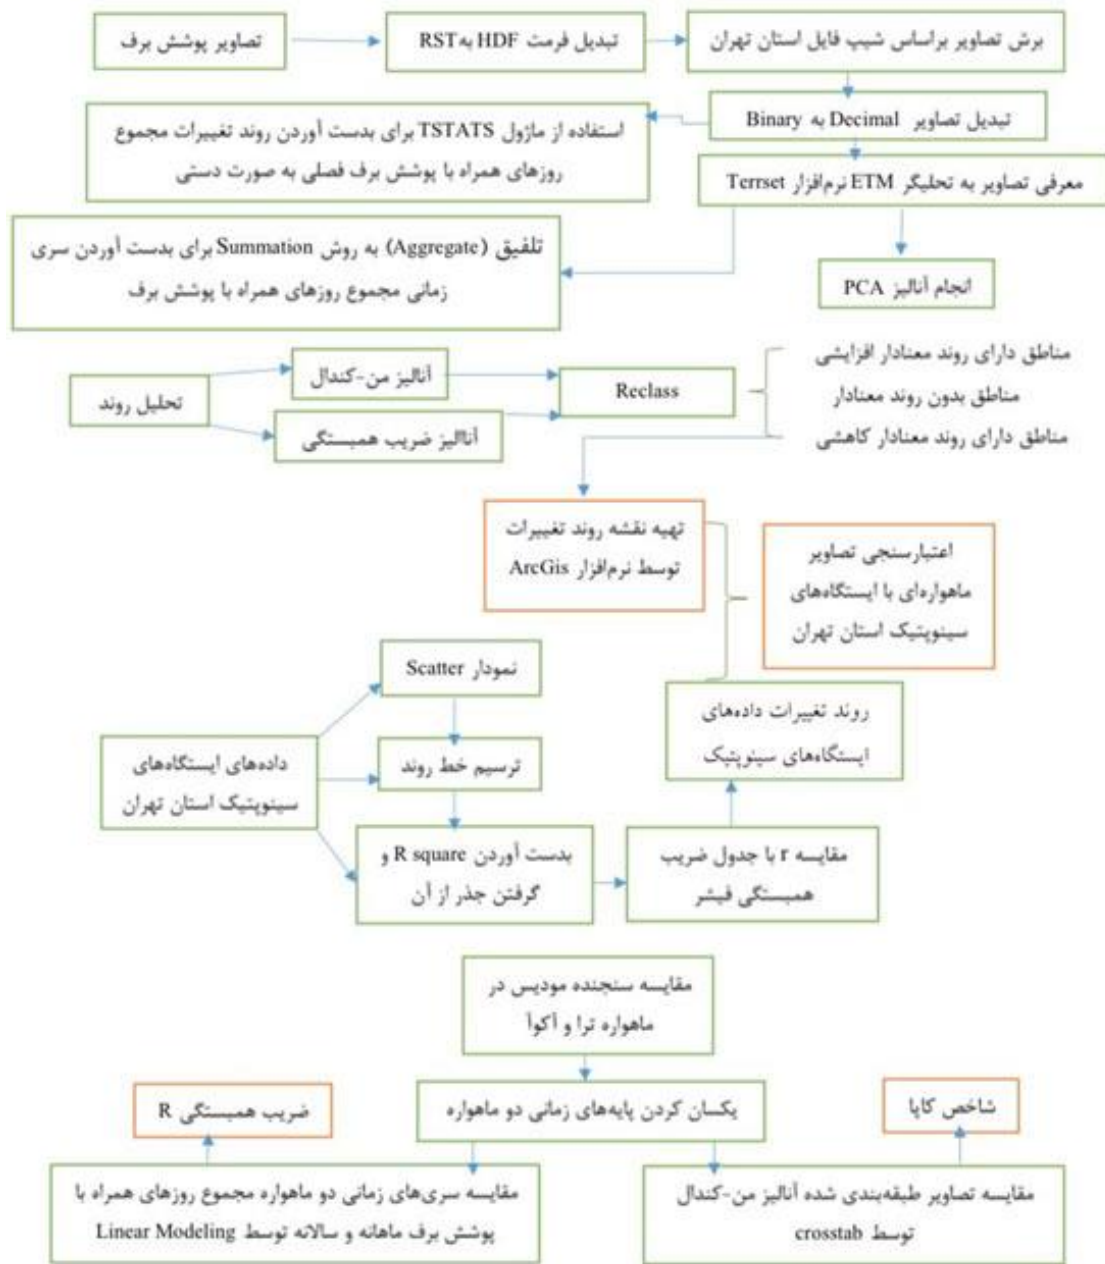 تصاویر پوشش برف
تبدیل فرمت HDF به RST
برش تصاویر براساس شیپ فایل استان تهران
تبدیل تصاویر Decimal به Binary
استفاده از ماژول TSTATS برای بدست آوردن روند تغییرات مجموع
روزهای همراه با پوشش برف فصلی به صورت دستی
معرفی تصاویر به تحلیگر ETM نرم‌افزار Terrset
تلفیق (Aggregate) به روش Summation برای بدست آوردن سری
زمانی مجموع روزهای همراه با پوشش برف
انجام آنالیز PCA
تحلیل روند
آنالیز من-کندال
آناالیز ضریب همبستگی
Reclass
مناطق دارای روند معنادار افزایشی
مناطق بدون روند معنادار
مناطق دارای روند معنادار کاهشی
تهیه نقشه روند تغییرات
توسط نرم‌افزار ArcGis
اعتبارسنجی تصاویر
ماهواره‌ای با ایستگاه‌های
سینوپتیک استان تهران
داده‌های ایستگاه‌های
سینوپتیک استان تهران
نمودار Scatter
ترسیم خط روند
بدست آوردن R square و
گرفتن جذر از آن
مقایسه r با جدول ضریب
همبستگی فیشر
روند تغییرات داده‌های
ایستگاه‌های سینوپتیک
مقایسه سنجنده مودیس در
ماهواره ترا و آکوآ
یکسان کردن پایه‌های زمانی دو ماهواره
ضریب همبستگی R
شاخص کاپا
مقایسه سری‌های زمانی دو ماهواره مجموع روزهای همراه با
پوشش برف ماهانه و سالانه توسط Linear Modeling
مقایسه تصاویر طبقه‌بندی شده آنالیز من-کندال
توسط crosstab